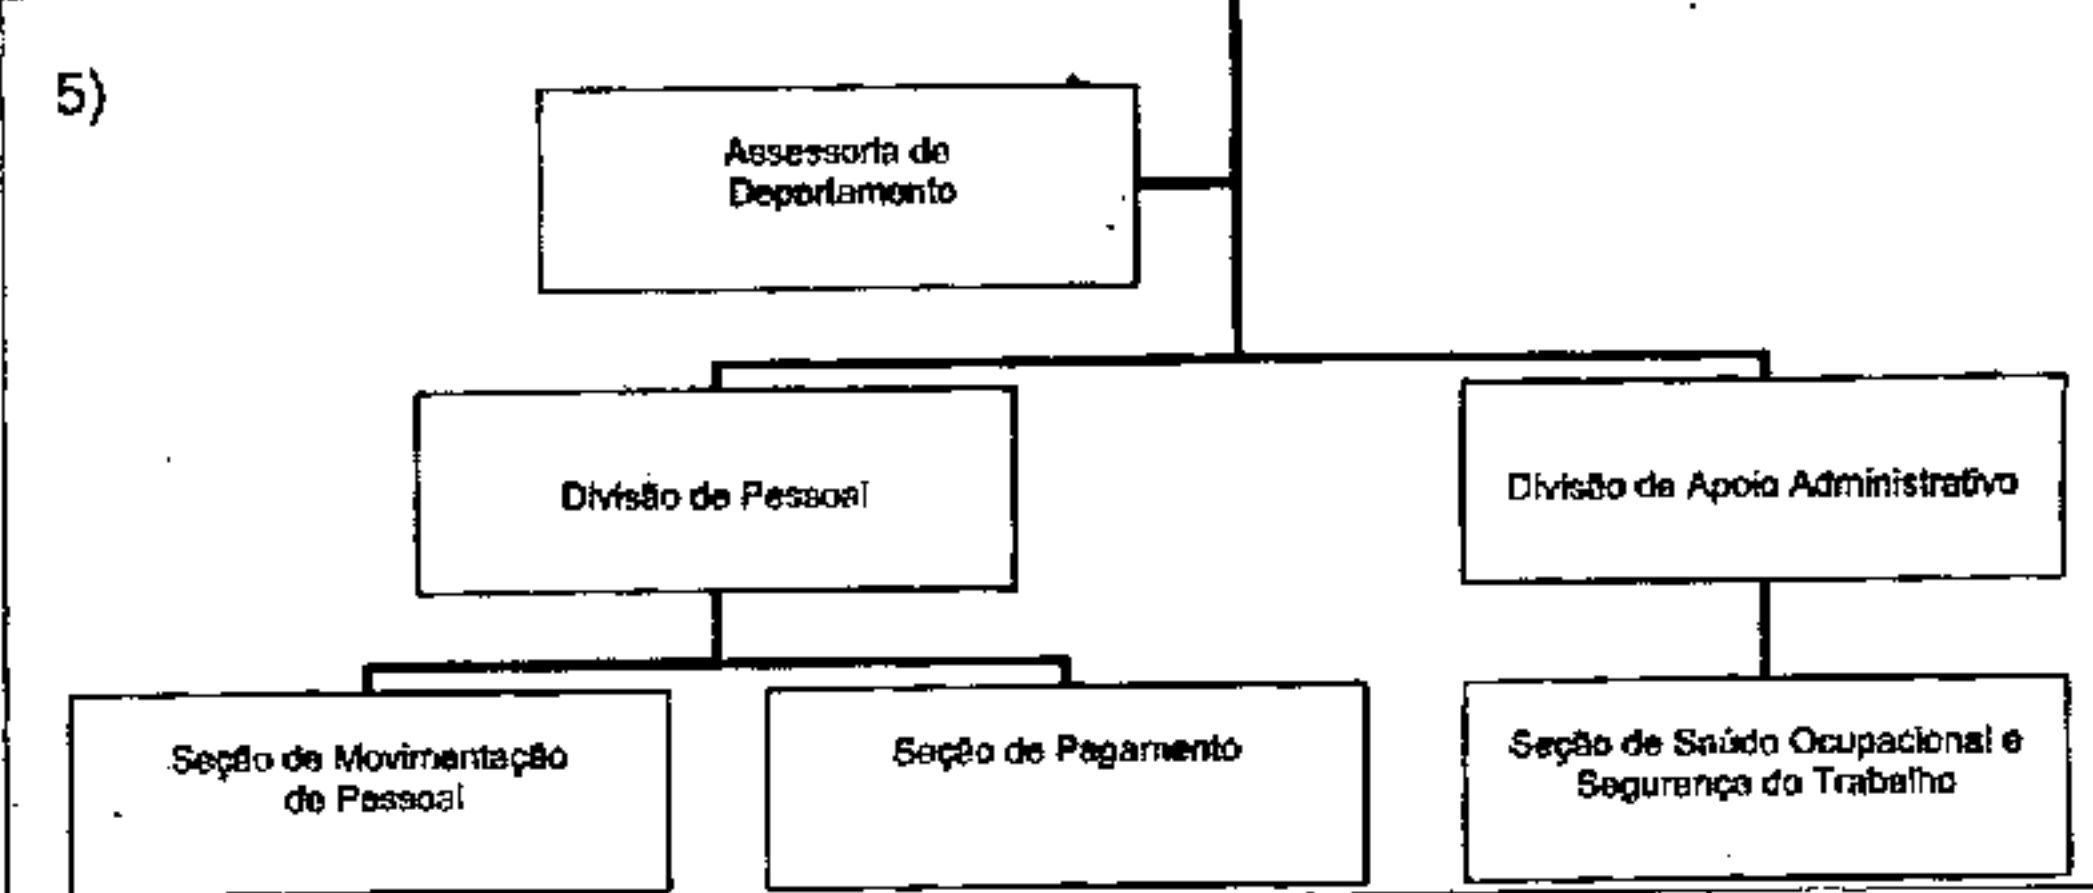 5)
Assessoria de
Departamento
Divisão de Pessoal
Divisão de Apoio Administrativo
Seção de Movimentação
de Pessoal
Seção de Pagamento
Seção de Saúde Ocupacional e
Segurança do Trabalho